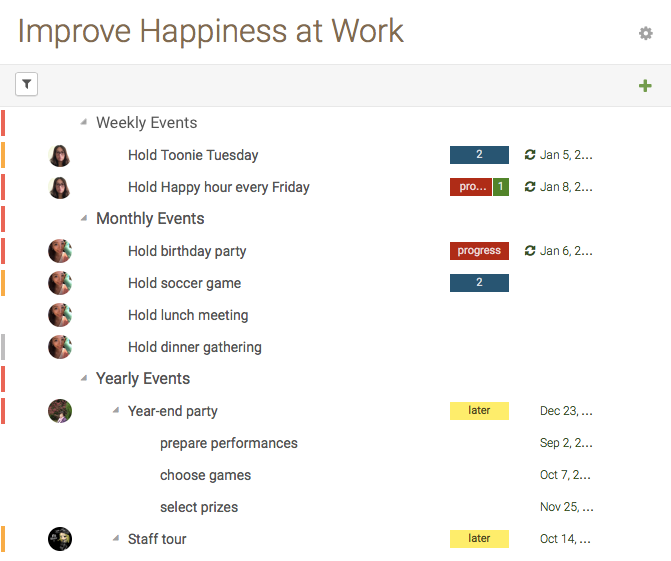 Improve Happiness at Work
Weekly Events
Hold Toonie Tuesday 2 Jan 5, 2...
Hold Happy hour every Friday pro... 1 Jan 8, 2...
Monthly Events
Hold birthday party progress Jan 6, 2...
Hold soccer game 2
Hold lunch meeting
Hold dinner gathering
Yearly Events
Year-end party later Dec 23, ...
prepare performances Sep 2, 2...
choose games Oct 7, 2...
select prizes Nov 25, ...
Staff tour later Oct 14, ...